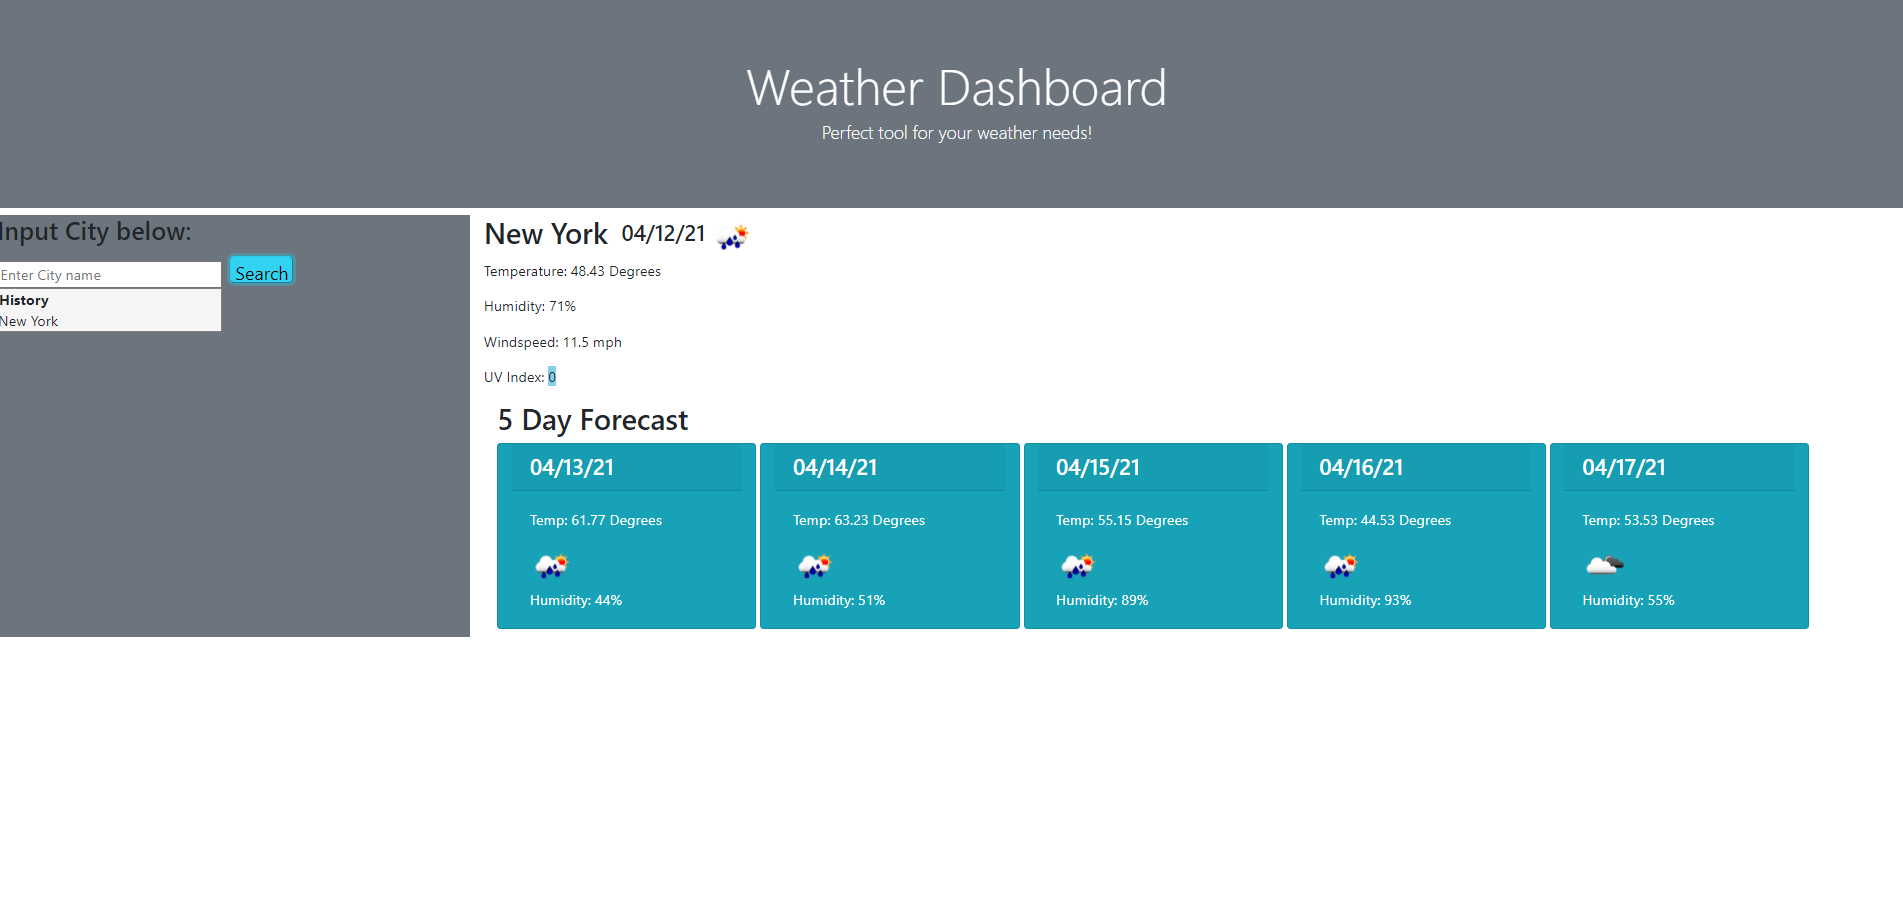 Weather Dashboard
Perfect tool for your weather needs!
Input City below:
Enter City name
Search
History
New York
New York 04/12/21
Temperature: 48.43 Degrees
Humidity: 71%
Windspeed: 11.5 mph
UV Index: 0
5 Day Forecast
04/13/21
Temp: 61.77 Degrees
Humidity: 44%
04/14/21
Temp: 63.23 Degrees
Humidity: 51%
04/15/21
Temp: 55.15 Degrees
Humidity: 89%
04/16/21
Temp: 44.53 Degrees
Humidity: 93%
04/17/21
Temp: 53.53 Degrees
Humidity: 55%